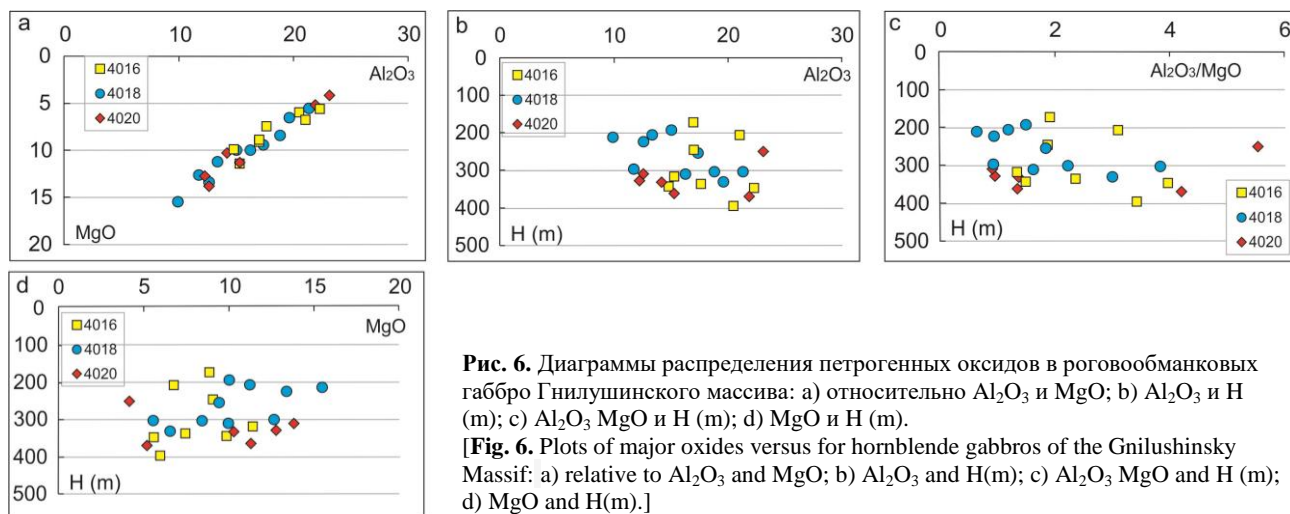 a
0 10 20 30
Al₂O₃
0
5
10
15
20
4016
4018
4020
MgO
b
0 10 20 30
Al₂O₃
0
100
200
300
400
500
4016
4018
4020
H (m)
c
0 2 4 6
Al₂O₃/MgO
0
100
200
300
400
500
4016
4018
4020
H (m)
d
0 5 10 15 20
MgO
0
100
200
300
400
500
4016
4018
4020
H (m)
Рис. 6. Диаграммы распределения петрогенных оксидов в роговообманковых
габбро Гнилушинского массива: a) относительно Al₂O₃ и MgO; b) Al₂O₃ и H
(m); c) Al₂O₃ MgO и H (m); d) MgO и H (m).
[Fig. 6. Plots of major oxides versus for hornblende gabbros of the Gnilushinsky
Massif: a) relative to Al₂O₃ and MgO; b) Al₂O₃ and H(m); c) Al₂O₃ MgO and H (m);
d) MgO and H(m).]